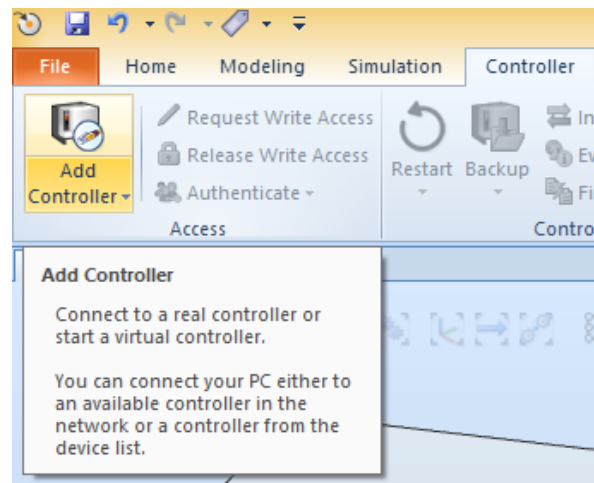 File Home Modeling Simulation Controller
Request Write Access
Release Write Access
Authenticate
Add
Controller
Restart Backup
Access
Add Controller
Connect to a real controller or
start a virtual controller.
You can connect your PC either to
an available controller in the
network or a controller from the
device list.